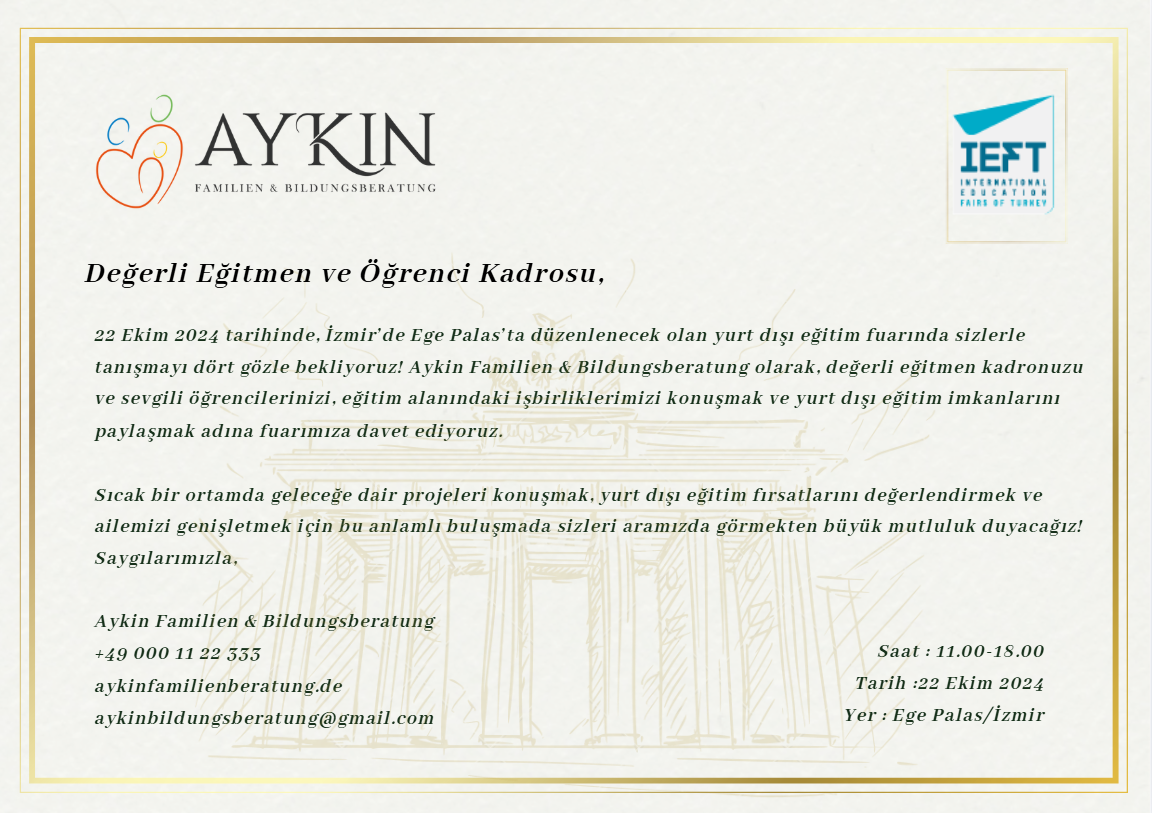 AYKIN
FAMILIEN & BILDUNGSBERATUNG
IEFT
INTERNATIONAL
EDUCATION
FAIRS OF TURKEY
Değerli Eğitmen ve Öğrenci Kadrosu,
22 Ekim 2024 tarihinde, İzmir'de Ege Palas'ta düzenlenecek olan yurt dışı eğitim fuarında sizlerle
tanışmayı dört gözle bekliyoruz! Aykin Familien & Bildungsberatung olarak, değerli eğitmen kadronuzu
ve sevgili öğrencilerinizi, eğitim alanındaki işbirliklerimizi konuşmak ve yurt dışı eğitim imkanlarını
paylaşmak adına fuarımıza davet ediyoruz.
Sıcak bir ortamda geleceğe dair projeleri konuşmak, yurt dışı eğitim fırsatlarını değerlendirmek ve
ailemizi genişletmek için bu anlamlı buluşmada sizleri aramızda görmekten büyük mutluluk duyacağız!
Saygılarımızla,
Aykin Familien & Bildungsberatung
+49 000 11 22 333
aykinfamilienberatung.de
aykinbildungsberatung@gmail.com
Saat : 11.00-18.00
Tarih :22 Ekim 2024
Yer : Ege Palas/İzmir